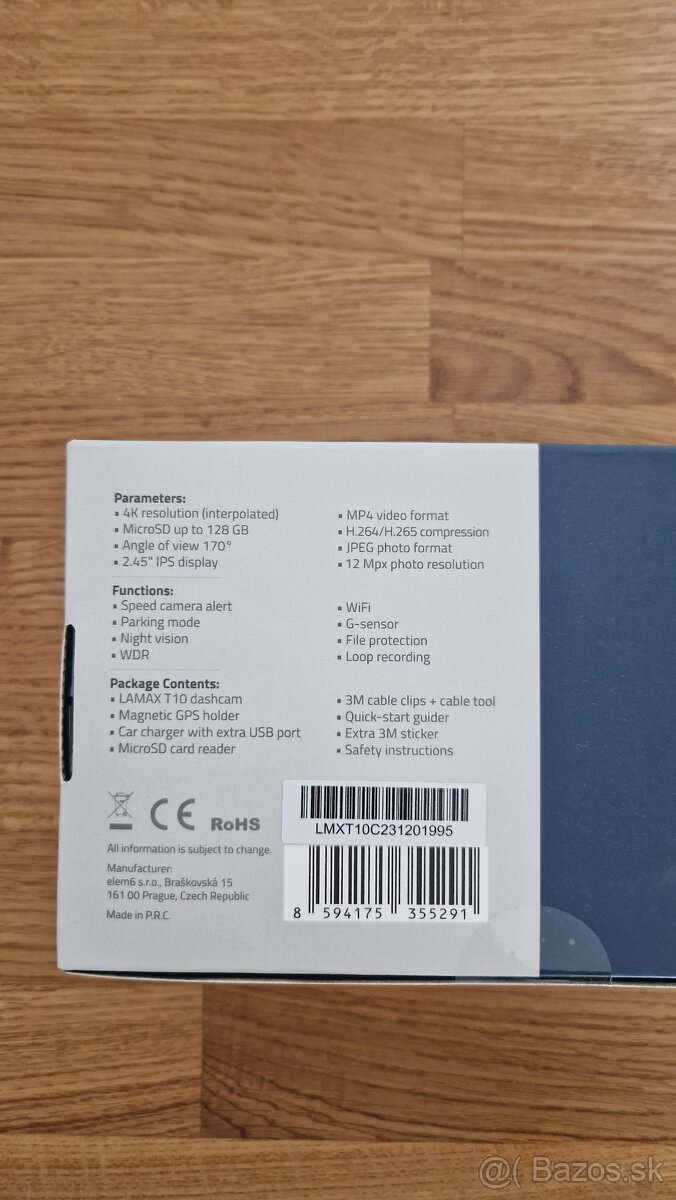 Parameters:
▪ 4K resolution (interpolated)
▪ MicroSD up to 128 GB
▪ Angle of view 170°
▪ 2.45" IPS display
▪ MP4 video format
▪ H.264/H.265 compression
▪ JPEG photo format
▪ 12 Mpx photo resolution
Functions:
▪ Speed camera alert
▪ Parking mode
▪ Night vision
▪ WDR
▪ WiFi
▪ G-sensor
▪ File protection
▪ Loop recording
Package Contents:
▪ LAMAX T10 dashcam
▪ Magnetic GPS holder
▪ Car charger with extra USB port
▪ MicroSD card reader
▪ 3M cable clips + cable tool
▪ Quick-start guider
▪ Extra 3M sticker
▪ Safety instructions
CE RoHS
All information is subject to change.
Manufacturer:
elem6 s.r.o., Braškovská 15
161 00 Prague, Czech Republic
Made in P.R.C.
LMXT10C231201995
8 594175 355291
@( Bazos.sk